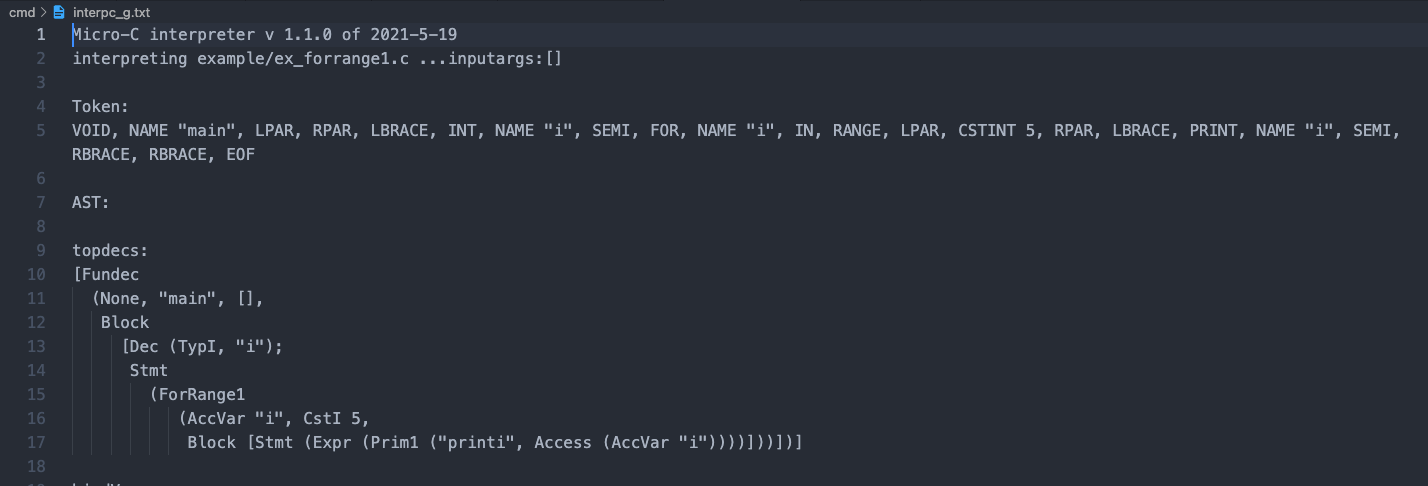 cmd > interpc_g.txt
1 Micro-C interpreter v 1.1.0 of 2021-5-19
2 interpreting example/ex_forrange1.c ...inputargs:[]
3
4 Token:
5 VOID, NAME "main", LPAR, RPAR, LBRACE, INT, NAME "i", SEMI, FOR, NAME "i", IN, RANGE, LPAR, CSTINT 5, RPAR, LBRACE, PRINT, NAME "i", SEMI,
RBRACE, RBRACE, EOF
6
7 AST:
8
9 topdecs:
10 [Fundec
11 (None, "main", [],
12 Block
13 [Dec (TypI, "i");
14 Stmt
15 (ForRange1
16 (AccVar "i", CstI 5,
17 Block [Stmt (Expr (Prim1 ("printi", Access (AccVar "i"))))]))])]
18